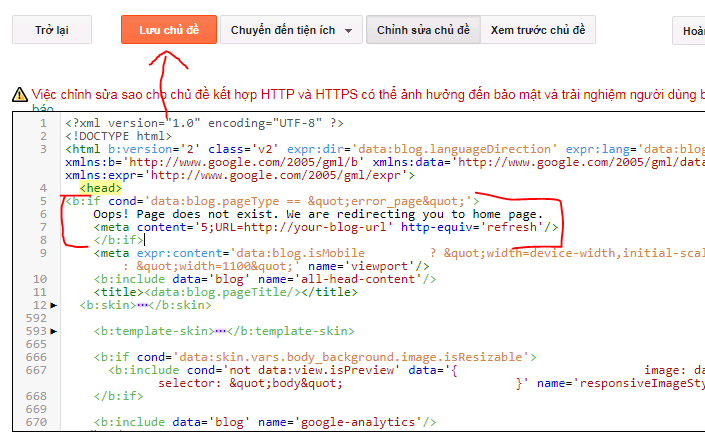 Trở lại
Lưu chủ đề
Chuyển đến tiện ích
Chỉnh sửa chủ đề
Xem trước chủ đề
Hoàn
Việc chỉnh sửa sao cho chủ đề kết hợp HTTP và HTTPS có thể ảnh hưởng đến bảo mật và trải nghiệm người dùng b
báo
1 <?xml version="1.0" encoding="UTF-8" ?>
2 <!DOCTYPE html>
3 <html b:version='2' class='v2' expr:dir='data:blog.languageDirection' expr:lang='data:blog
xmlns:b='http://www.google.com/2005/gml/b' xmlns:data='http://www.google.com/2005/gml/data
xmlns:expr='http://www.google.com/2005/gml/expr'>
4 <head>
5 <b:if cond='data:blog.pageType == &quot;error_page&quot;'>
6 Oops! Page does not exist. We are redirecting you to home page.
7 <meta content='5;URL=http://your-blog-url' http-equiv='refresh'/>
8 </b:if>
9 <meta expr:content='data:blog.isMobile ? &quot;width=device-width,initial-scal
: &quot;width=1100&quot;' name='viewport'/>
10 <b:include data='blog' name='all-head-content'/>
11 <title><data:blog.pageTitle/></title>
12 <b:skin>⋯</b:skin>
592
593 <b:template-skin>⋯</b:template-skin>
665
666 <b:if cond='data:skin.vars.body_background.image.isResizable'>
667 <b:include cond='not data:view.isPreview' data='{ image: da
selector: &quot;body&quot; }' name='responsiveImageSty
668 </b:if>
669
670 <b:include data='blog' name='google-analytics'/>